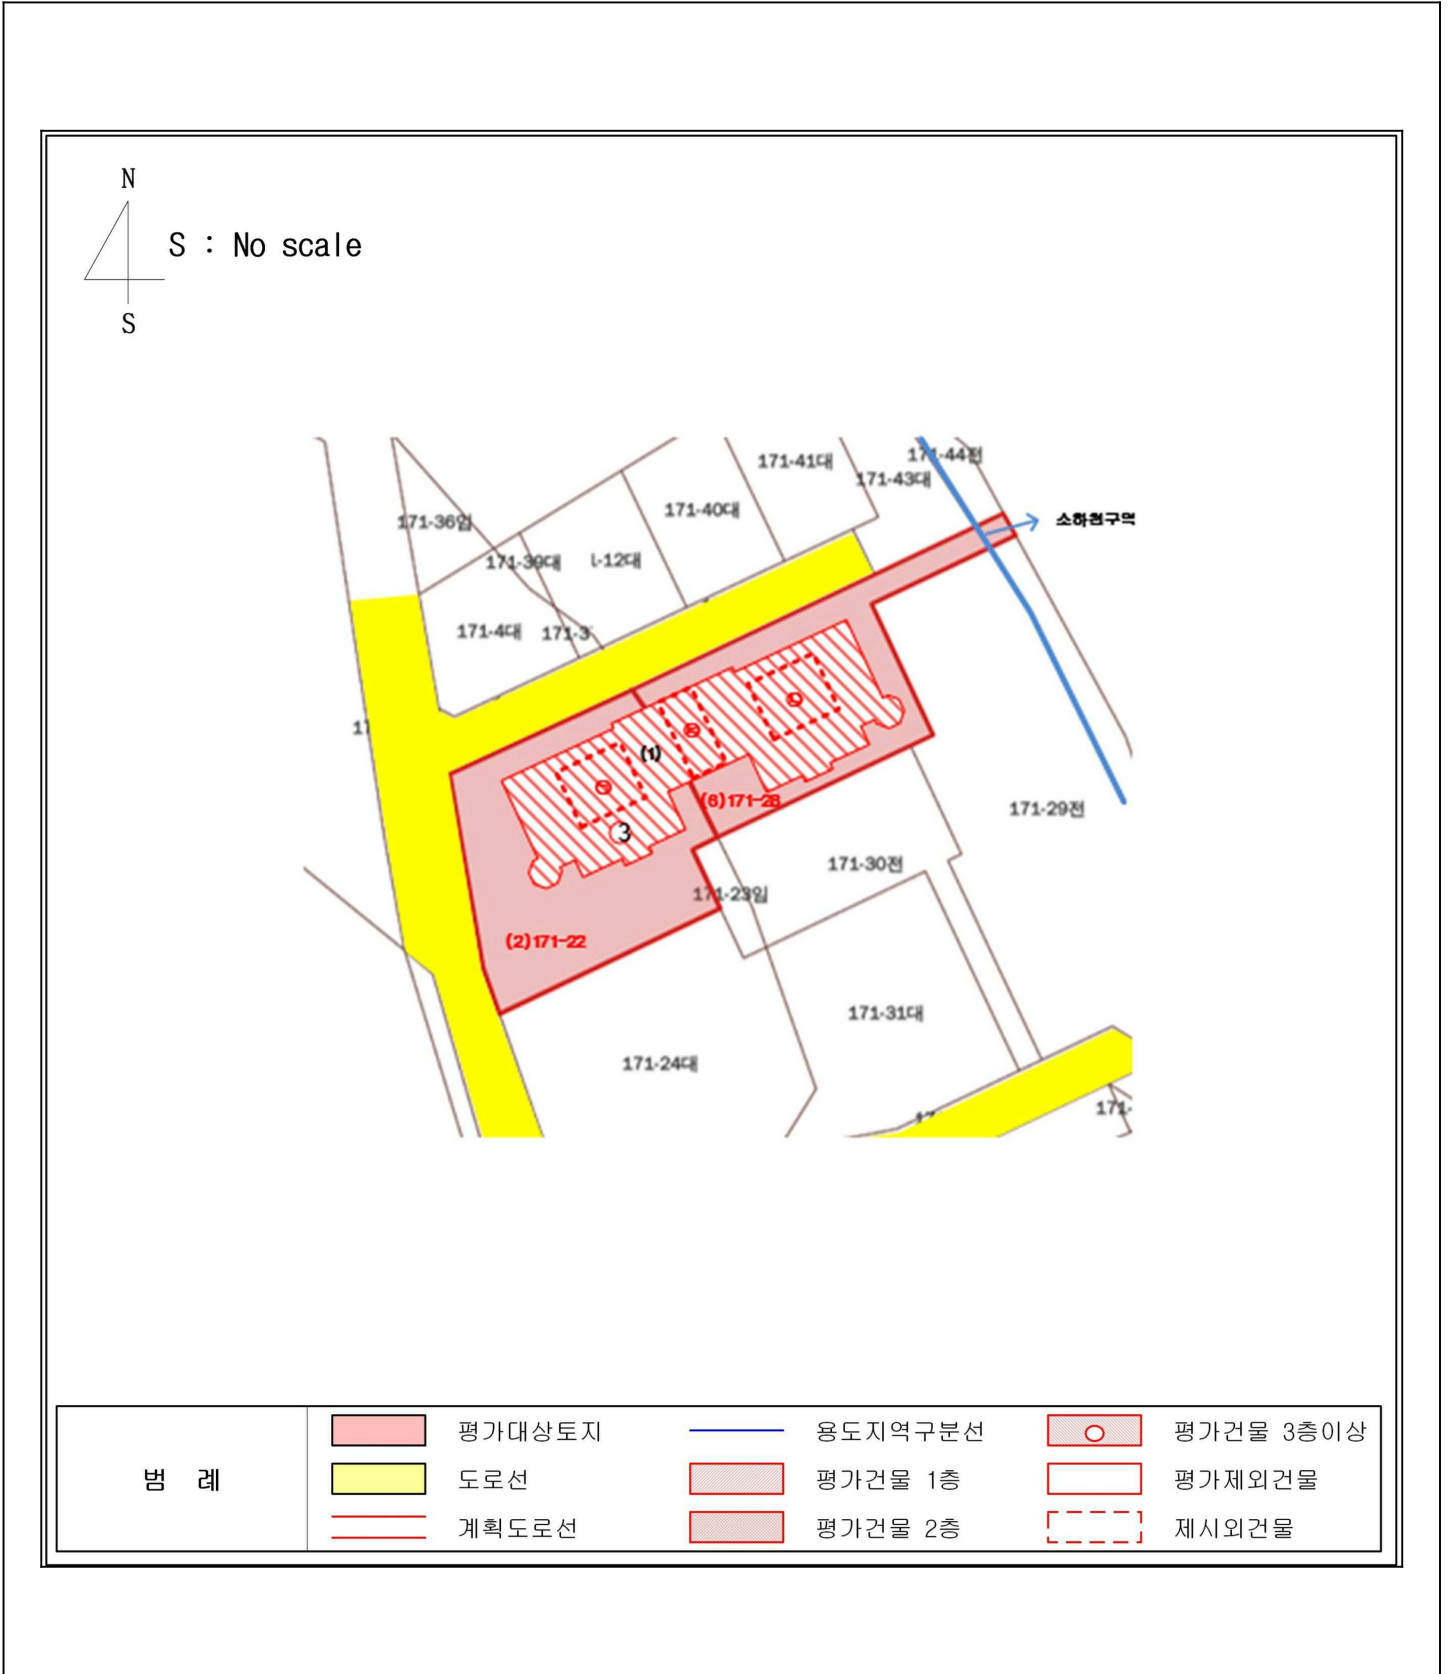 N
S : No scale
S
171-41대
171-44전
171-43대
171-40대
소하천구역
171-36임
171-39대
171-4대
171-3
(1)
(6)171-28
171-29전
3
171-30전
171-23임
(2)171-22
171-31대
171-24대
171-
범 례
평가대상토지
용도지역구분선
평가건물 3층이상
도로선
평가건물 1층
평가제외건물
계획도로선
평가건물 2층
제시외건물